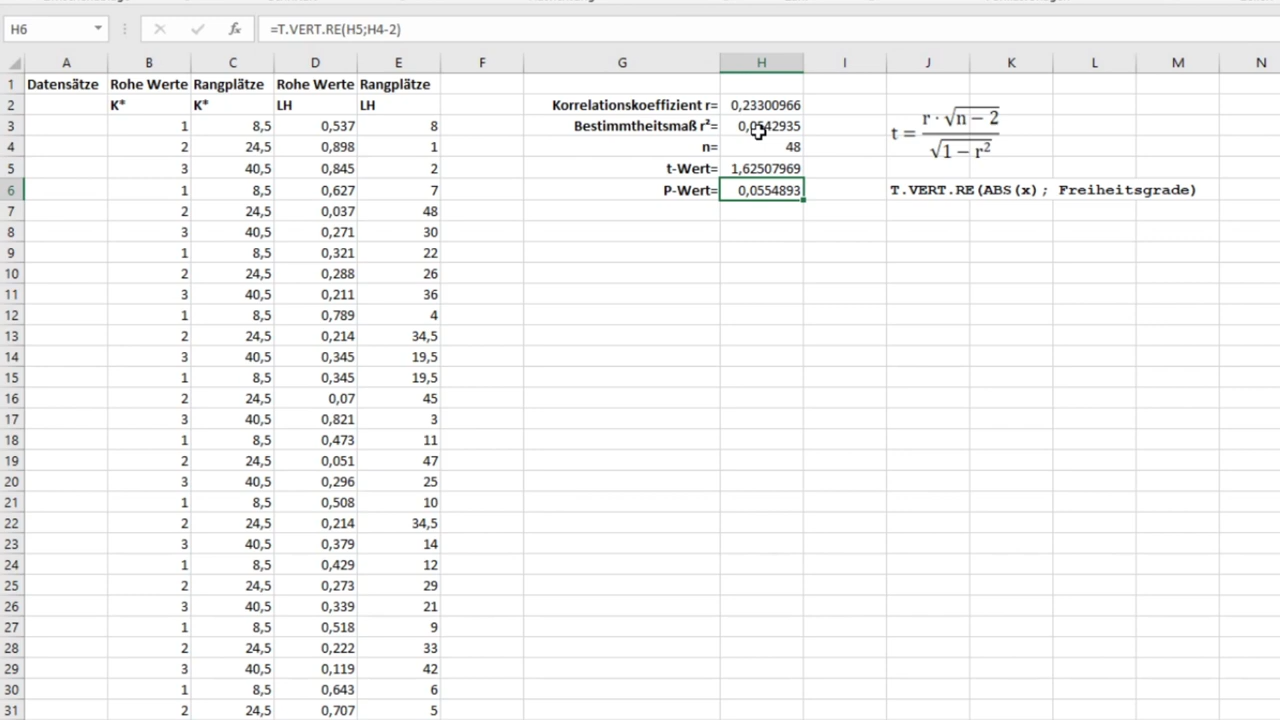 H6 fx =T.VERT.RE(H5;H4-2)
A B C D E F G H I J K L M N
1 Datensätze Rohe Werte Rangplätze Rohe Werte Rangplätze
2 K* K* LH LH Korrelationskoeffizient r= 0,23300966
3 1 8,5 0,537 8 Bestimmtheitsmaß r²= 0,0542935 t = r · √n − 2 / √1 − r²
4 2 24,5 0,898 1 n= 48
5 3 40,5 0,845 2 t-Wert= 1,62507969
6 1 8,5 0,627 7 P-Wert= 0,0554893 T.VERT.RE(ABS(x); Freiheitsgrade)
7 2 24,5 0,037 48
8 3 40,5 0,271 30
9 1 8,5 0,321 22
10 2 24,5 0,288 26
11 3 40,5 0,211 36
12 1 8,5 0,789 4
13 2 24,5 0,214 34,5
14 3 40,5 0,345 19,5
15 1 8,5 0,345 19,5
16 2 24,5 0,07 45
17 3 40,5 0,821 3
18 1 8,5 0,473 11
19 2 24,5 0,051 47
20 3 40,5 0,296 25
21 1 8,5 0,508 10
22 2 24,5 0,214 34,5
23 3 40,5 0,379 14
24 1 8,5 0,429 12
25 2 24,5 0,273 29
26 3 40,5 0,339 21
27 1 8,5 0,518 9
28 2 24,5 0,222 33
29 3 40,5 0,119 42
30 1 8,5 0,643 6
31 2 24,5 0,707 5